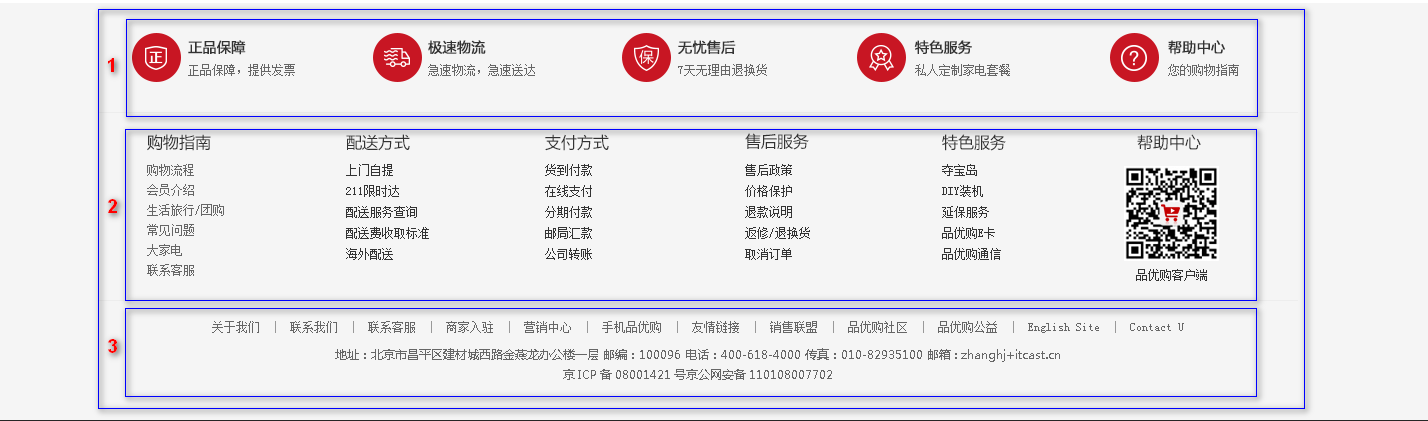 1
正
正品保障
正品保障，提供发票
极速物流
急速物流，急速送达
保
无忧售后
7天无理由退换货
特色服务
私人定制家电套餐
?
帮助中心
您的购物指南
2
购物指南
购物流程
会员介绍
生活旅行/团购
常见问题
大家电
联系客服
配送方式
上门自提
211限时达
配送服务查询
配送费收取标准
海外配送
支付方式
货到付款
在线支付
分期付款
邮局汇款
公司转账
售后服务
售后政策
价格保护
退款说明
返修/退换货
取消订单
特色服务
夺宝岛
DIY装机
延保服务
品优购E卡
品优购通信
帮助中心
品优购客户端
3
关于我们 | 联系我们 | 联系客服 | 商家入驻 | 营销中心 | 手机品优购 | 友情链接 | 销售联盟 | 品优购社区 | 品优购公益 | English Site | Contact U
地址：北京市昌平区建材城西路金燕龙办公楼一层 邮编：100096 电话：400-618-4000 传真：010-82935100 邮箱：zhanghj+itcast.cn
京ICP备08001421号京公网安备110108007702